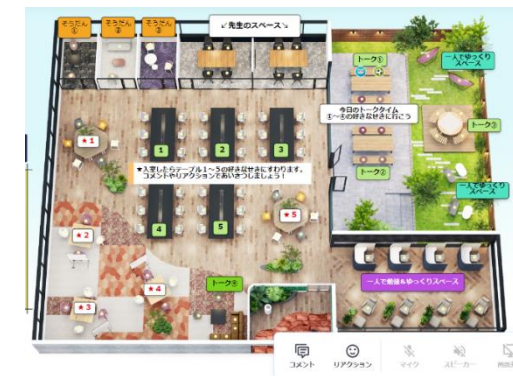 そうだん
①
そうだん
②
そうだん
③
↙先生のスペース↘
トーク①
一人でゆっくり
スペース
今日のトークタイム
①～④の好きなせきに行こう
トーク③
トーク②
一人でゆっくり
スペース
★1
1
2
3
★入室したらテーブル1～5の好きなせきにすわります。
コメントやリアクションであいさつしましょう！
★2
4
5
★5
★4
★3
トーク④
一人で勉強&ゆっくりスペース
コメント
リアクション
マイク
スピーカー